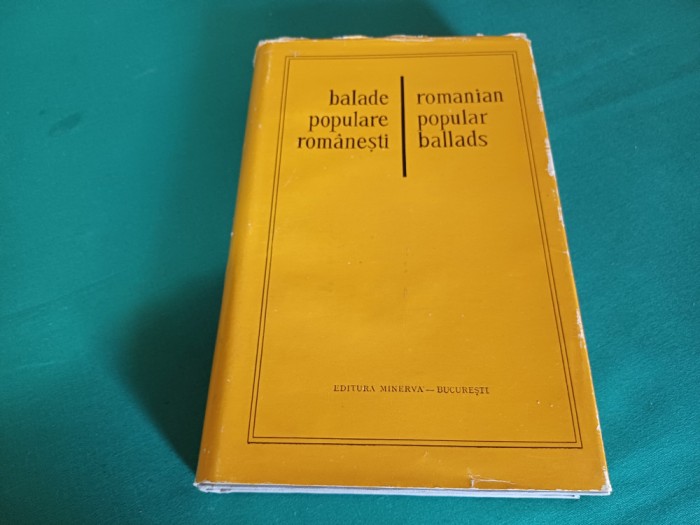 balade
populare
românești
romanian
popular
ballads
EDITURA MINERVA — BUCUREȘTI